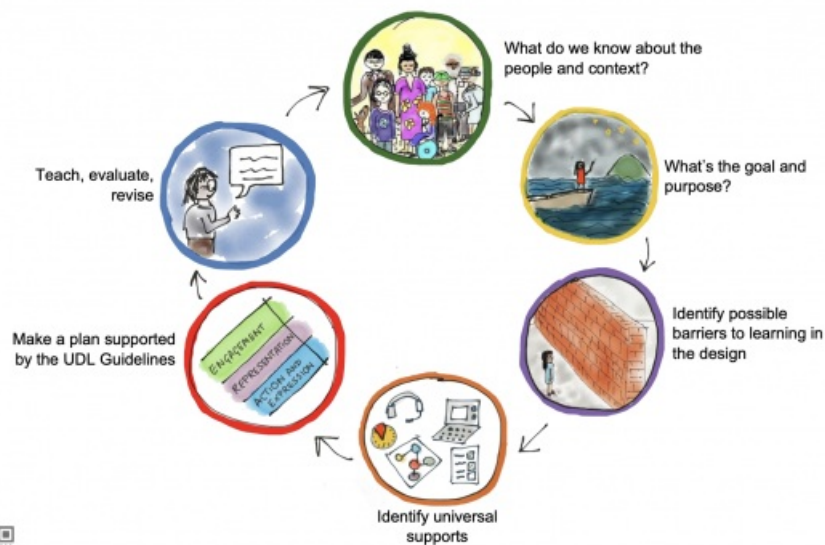 What do we know about the
people and context?
What's the goal and
purpose?
Identify possible
barriers to learning in
the design
Identify universal
supports
Make a plan supported
by the UDL Guidelines
ENGAGEMENT
REPRESENTATION
ACTION AND
EXPRESSION
Teach, evaluate,
revise